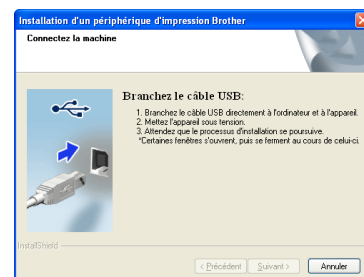 Installation d'un périphérique d'impression Brother
Connectez la machine
Branchez le câble USB:
1. Branchez le câble USB directement à l'ordinateur et à l'appareil.
2. Mettez l'appareil sous tension.
3. Attendez que le processus d'installation se poursuive.
*Certaines fenêtres s'ouvrent, puis se ferment au cours de celui-ci.
InstallShield
< Précédent
Suivant >
Annuler